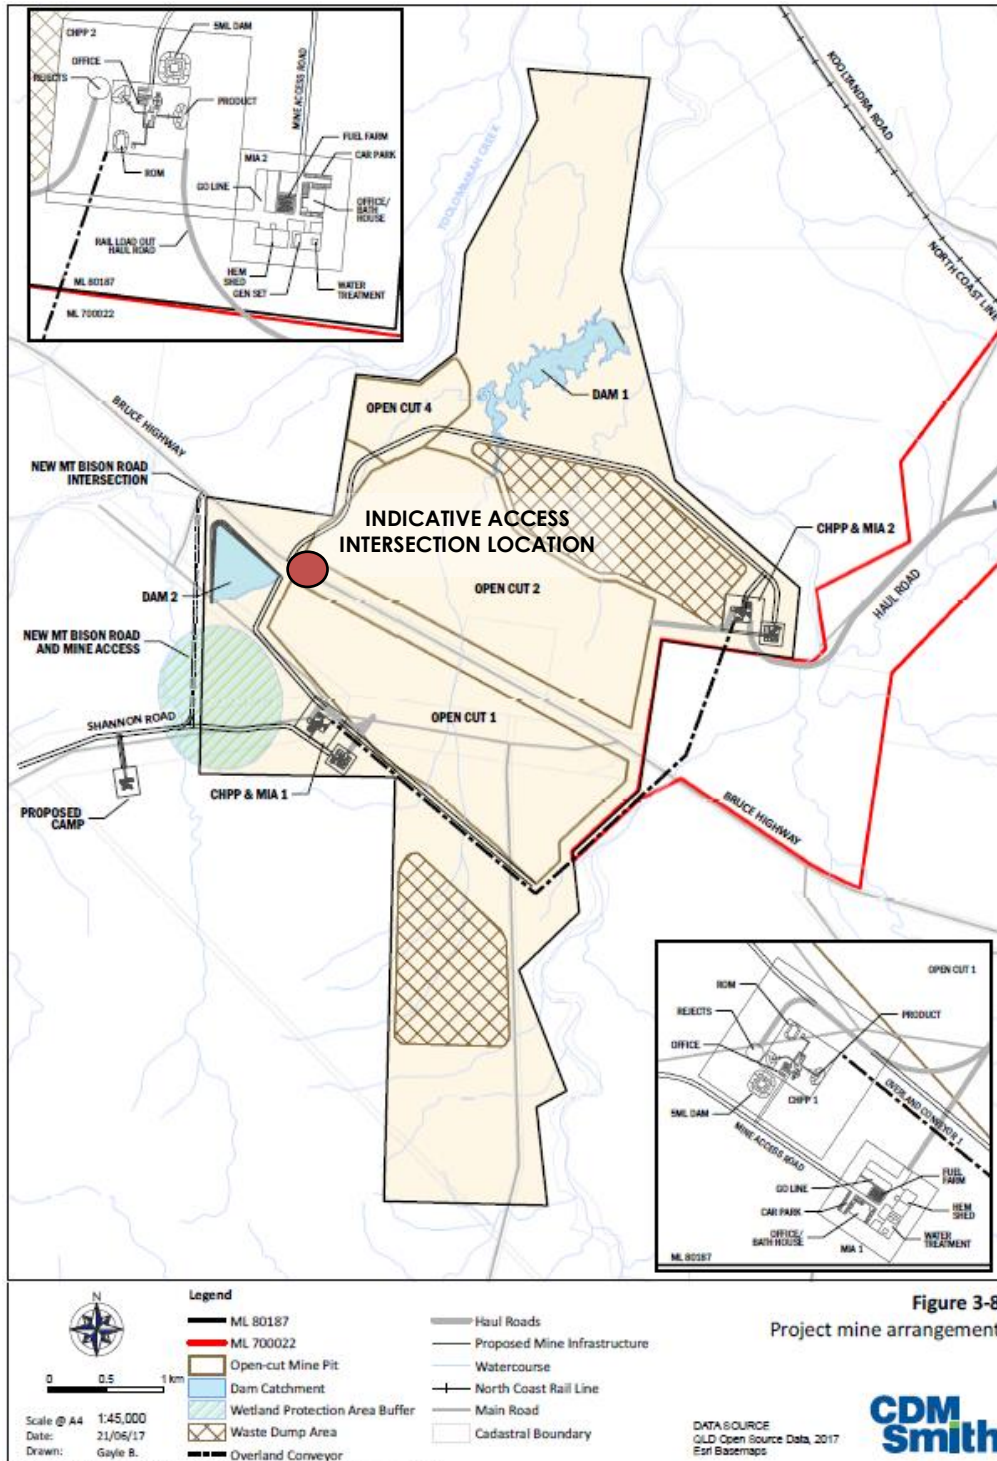 CHPP 2
5ML DAM
OFFICE
REJECTS
PRODUCT
ROM
MINE ACCESS ROAD
FUEL FARM
CAR PARK
MIA 2
GO LINE
OFFICE/
BATH
HOUSE
RAIL LOAD OUT
HAUL ROAD
HEM
SHED
GEN SET
WATER
TREATMENT
ML 80187
ML 700022
TOOLOOMBAH CREEK
KOOLTANDRA ROAD
NORTH COAST LINE
DAM 1
OPEN CUT 4
BRUCE HIGHWAY
NEW MT BISON ROAD
INTERSECTION
INDICATIVE ACCESS
INTERSECTION LOCATION
CHPP & MIA 2
OPEN CUT 2
DAM 2
HAUL ROAD
NEW MT BISON ROAD
AND MINE ACCESS
SHANNON ROAD
OPEN CUT 1
CHPP & MIA 1
PROPOSED
CAMP
BRUCE HIGHWAY
OPEN CUT 1
ROM
REJECTS
PRODUCT
OFFICE
5ML DAM
CHPP 1
OVERLAND CONVEYOR 1
MINE ACCESS ROAD
FUEL
FARM
GO LINE
HEM
SHED
CAR PARK
OFFICE/
BATH HOUSE
WATER
TREATMENT
MIA 1
ML 80187
N
0 0.5 1 km
Scale @ A4 1:45,000
Date: 21/06/17
Drawn: Gayle B.
Legend
ML 80187
ML 700022
Open-cut Mine Pit
Dam Catchment
Wetland Protection Area Buffer
Waste Dump Area
Overland Conveyor
Haul Roads
Proposed Mine Infrastructure
Watercourse
North Coast Rail Line
Main Road
Cadastral Boundary
Figure 3-8
Project mine arrangement
DATA SOURCE
QLD Open Source Data, 2017
Esri Basemaps
CDM
Smith